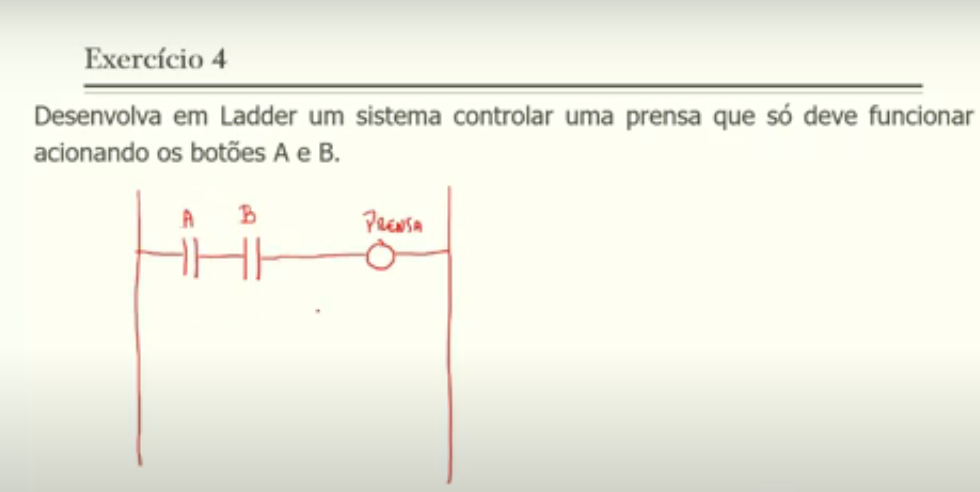 Exercício 4
Desenvolva em Ladder um sistema controlar uma prensa que só deve funcionar
acionando os botões A e B.
A B PRENSA